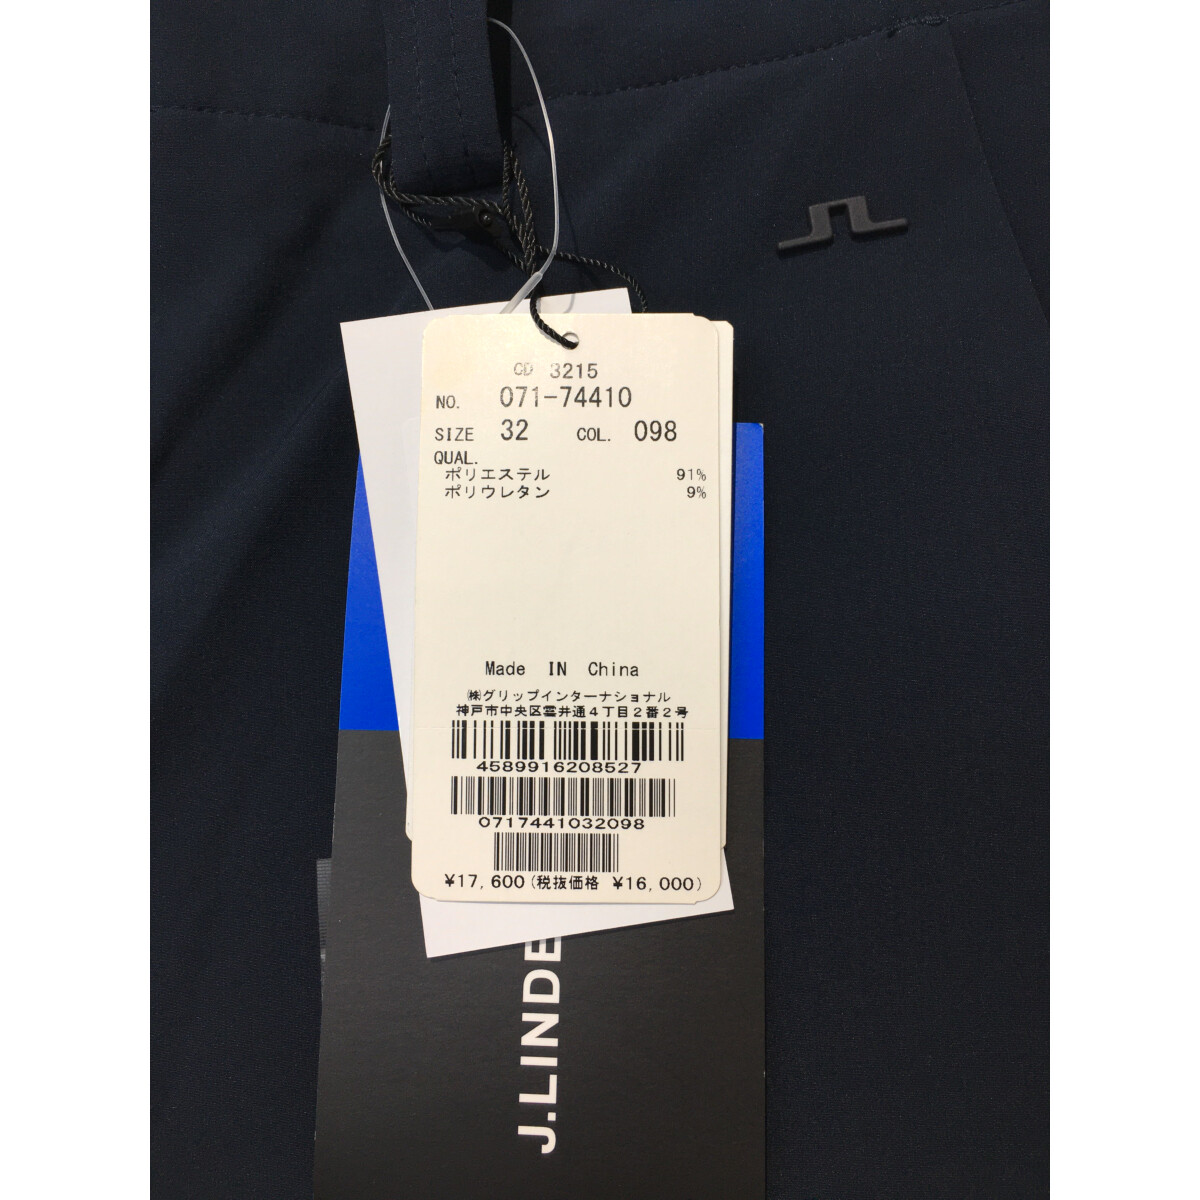 CD 3215
NO. 071-74410
SIZE 32 COL. 098
QUAL.
ポリエステル 91%
ポリウレタン 9%
Made IN China
㈱グリップインターナショナル
神戸市中央区雲井通4丁目2番2号
4589916208527
0717441032098
¥17,600(税抜価格 ¥16,000)
J.LINDE